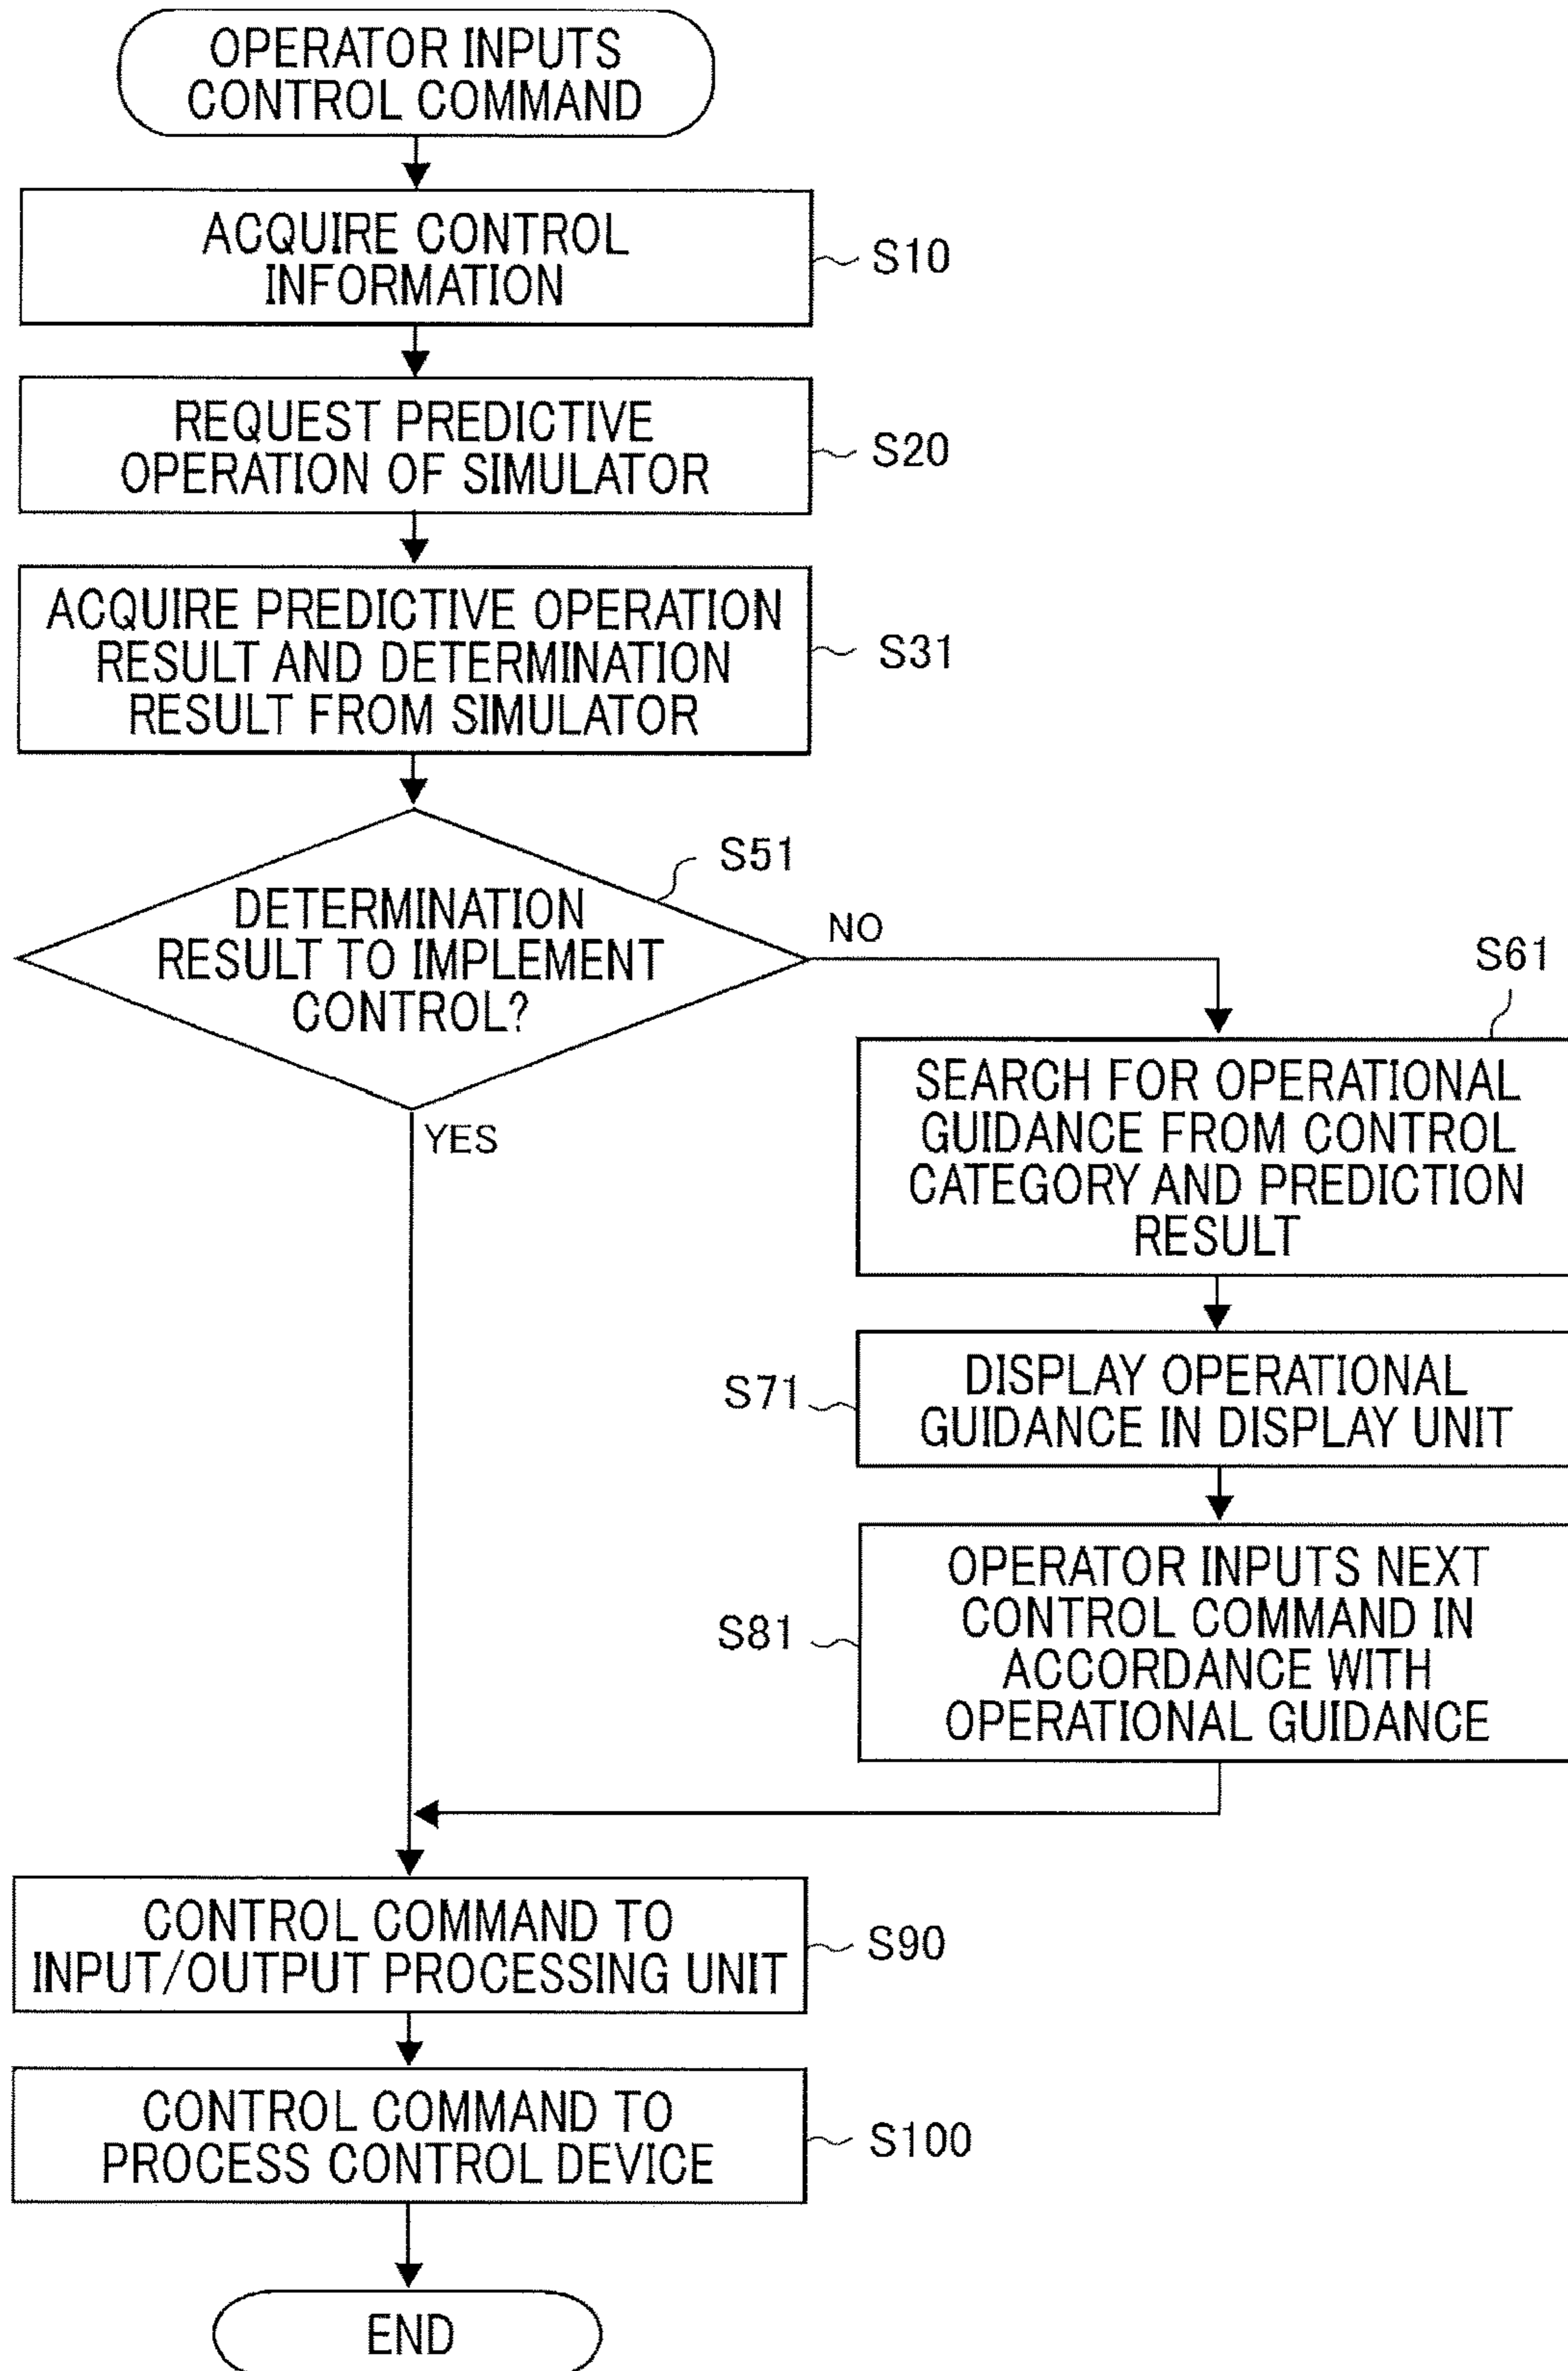 OPERATOR INPUTS
CONTROL COMMAND
ACQUIRE CONTROL
INFORMATION
S10
REQUEST PREDICTIVE
OPERATION OF SIMULATOR
S20
ACQUIRE PREDICTIVE OPERATION
RESULT AND DETERMINATION
RESULT FROM SIMULATOR
S31
S51
DETERMINATION
RESULT TO IMPLEMENT
CONTROL?
NO
YES
S61
SEARCH FOR OPERATIONAL
GUIDANCE FROM CONTROL
CATEGORY AND PREDICTION
RESULT
S71
DISPLAY OPERATIONAL
GUIDANCE IN DISPLAY UNIT
S81
OPERATOR INPUTS NEXT
CONTROL COMMAND IN
ACCORDANCE WITH
OPERATIONAL GUIDANCE
CONTROL COMMAND TO
INPUT/OUTPUT PROCESSING UNIT
S90
CONTROL COMMAND TO
PROCESS CONTROL DEVICE
S100
END